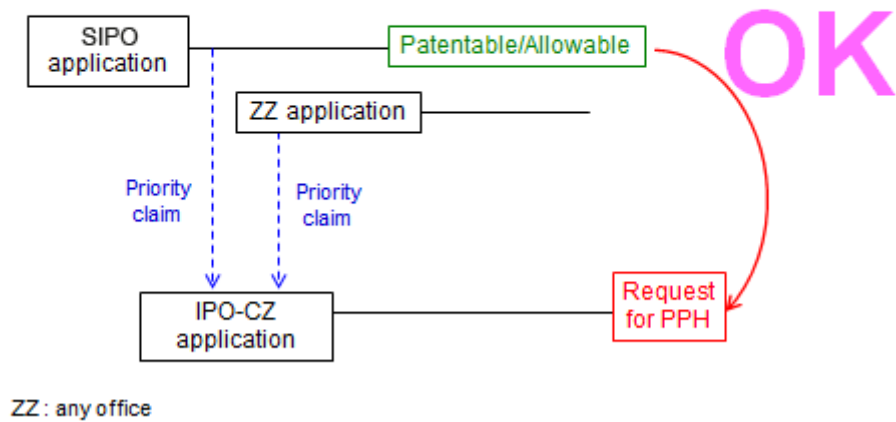 SIPO
application
Patentable/Allowable
OK
ZZ application
Priority
claim
Priority
claim
IPO-CZ
application
Request
for PPH
ZZ : any office